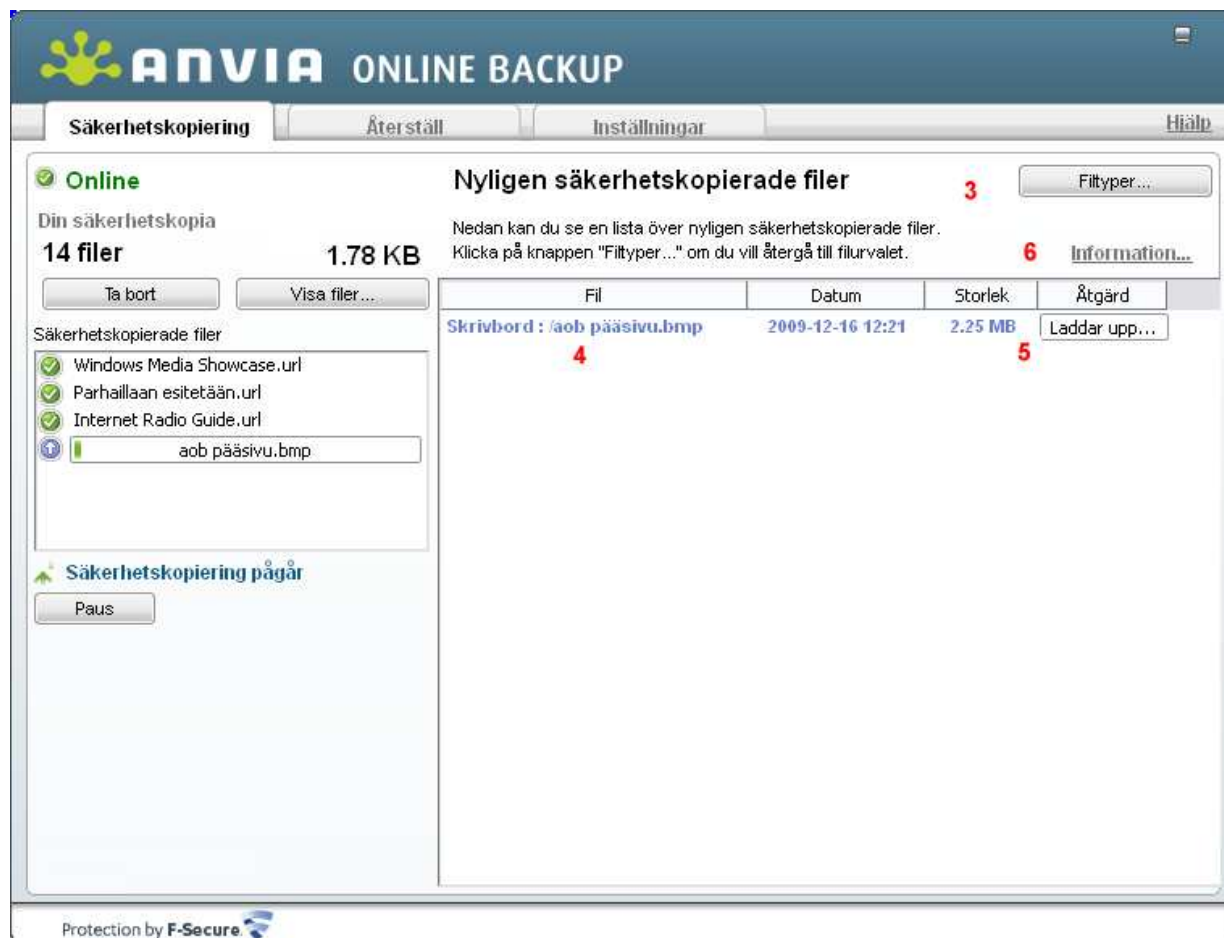 ANVIA ONLINE BACKUP
Säkerhetskopiering
Återställ
Inställningar
Hjälp
Online
Din säkerhetskopia
14 filer
1.78 KB
Ta bort
Visa filer...
Säkerhetskopierade filer
Windows Media Showcase.url
Parhaillaan esitetään.url
Internet Radio Guide.url
aob pääsivu.bmp
Säkerhetskopiering pågår
Paus
Nyligen säkerhetskopierade filer
3
Filtyper...
Nedan kan du se en lista över nyligen säkerhetskopierade filer.
Klicka på knappen "Filtyper..." om du vill återgå till filurvalet.
6
Information...
Fil Datum Storlek Åtgärd
Skrivbord : /aob pääsivu.bmp 2009-12-16 12:21 2.25 MB Laddar upp...
4
5
Protection by F-Secure.